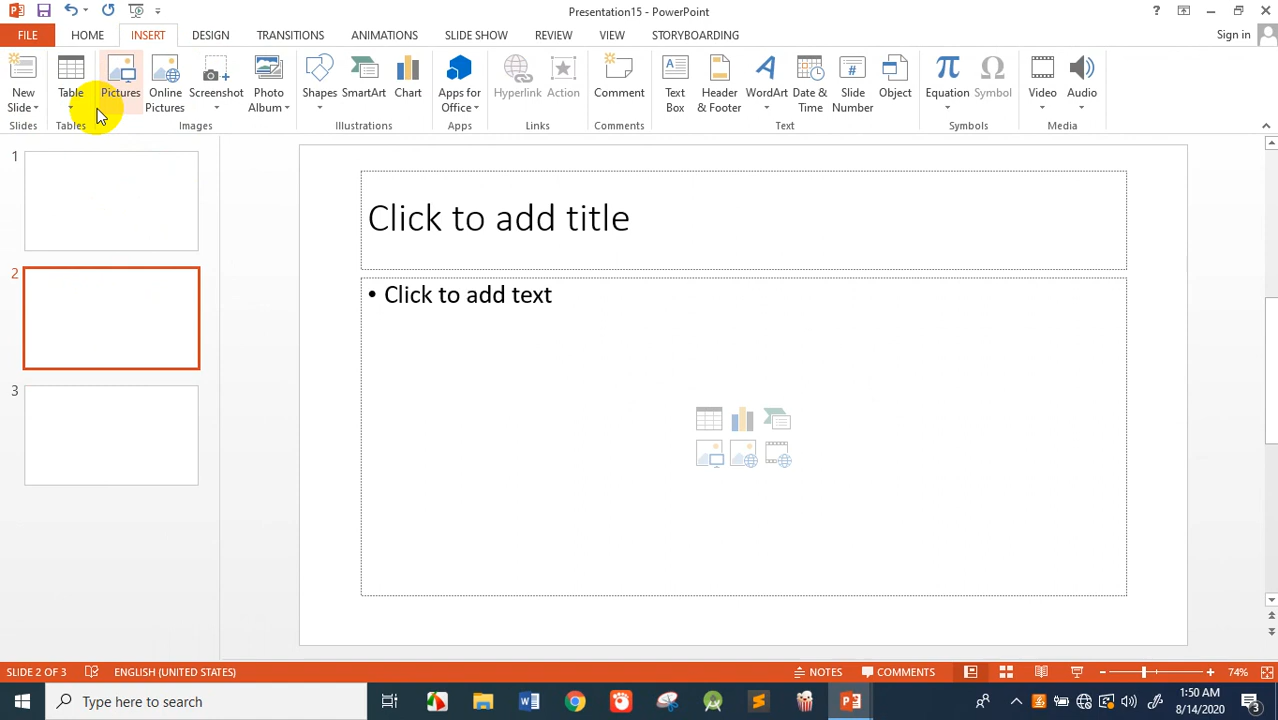 Presentation15 - PowerPoint
?
FILE HOME INSERT DESIGN TRANSITIONS ANIMATIONS SLIDE SHOW REVIEW VIEW STORYBOARDING Sign in
New Slide
Table
Pictures
Online Pictures
Screenshot
Photo Album
Shapes
SmartArt
Chart
Apps for Office
Hyperlink
Action
Comment
Text Box
Header & Footer
WordArt
Date & Time
Slide Number
Object
Equation
Symbol
Video
Audio
Slides Tables Images Illustrations Apps Links Comments Text Symbols Media
1
2
3
Click to add title
• Click to add text
SLIDE 2 OF 3 ENGLISH (UNITED STATES) NOTES COMMENTS 74%
Type here to search
1:50 AM
8/14/2020
3